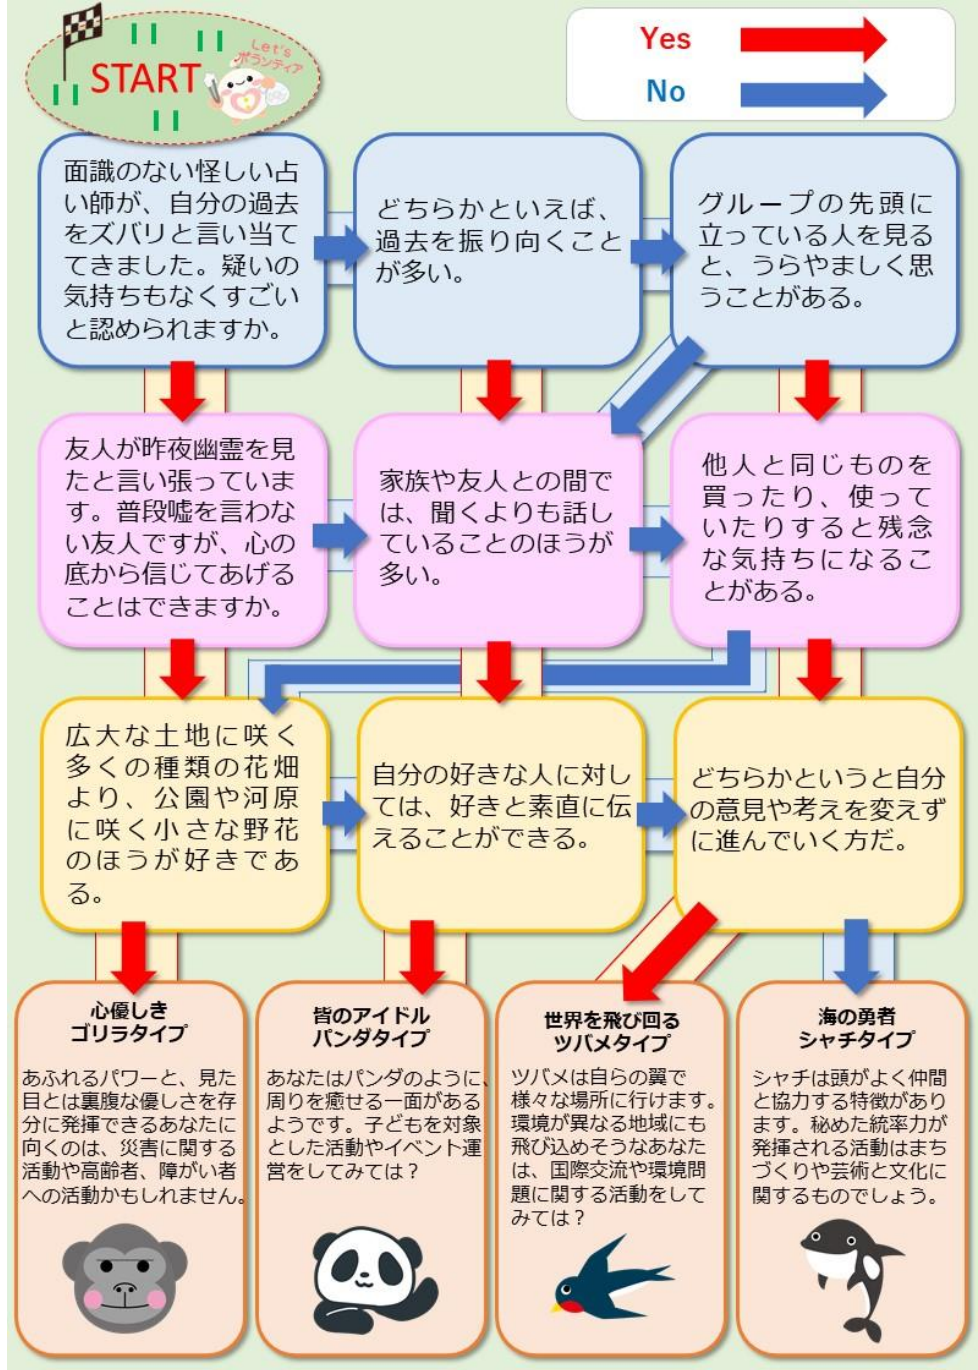 START
Let's
ボランティア
Yes
No
面識のない怪しい占
い師が、自分の過去
をズバリと言い当て
てきました。疑いの
気持ちもなくすごい
と認められますか。
どちらかといえば、
過去を振り向くこと
が多い。
グループの先頭に
立っている人を見る
と、うらやましく思
うことがある。
友人が昨夜幽霊を見
たと言い張っていま
す。普段嘘を言わな
い友人ですが、心の
底から信じてあげる
ことはできますか。
家族や友人との間で
は、聞くよりも話し
ていることのほうが
多い。
他人と同じものを
買ったり、使って
いたりすると残念
な気持ちになるこ
とがある。
広大な土地に咲く
多くの種類の花畑
より、公園や河原
に咲く小さな野花
のほうが好きであ
る。
自分の好きな人に対し
ては、好きと素直に伝
えることができる。
どちらかというと自分
の意見や考えを変えず
に進んでいく方だ。
心優しき
ゴリラタイプ
あふれるパワーと、見た
目とは裏腹な優しさを存
分に発揮できるあなたに
向くのは、災害に関する
活動や高齢者、障がい者
への活動かもしれません。
皆のアイドル
パンダタイプ
あなたはパンダのように、
周りを癒せる一面がある
ようです。子どもを対象
とした活動やイベント運
営をしてみては？
世界を飛び回る
ツバメタイプ
ツバメは自らの翼で
様々な場所に行けます。
環境が異なる地域にも
飛び込めそうなあなた
は、国際交流や環境問
題に関する活動をして
みては？
海の勇者
シャチタイプ
シャチは頭がよく仲間
と協力する特徴があり
ます。秘めた統率力が
発揮される活動はまち
づくりや芸術と文化に
関するものでしょう。